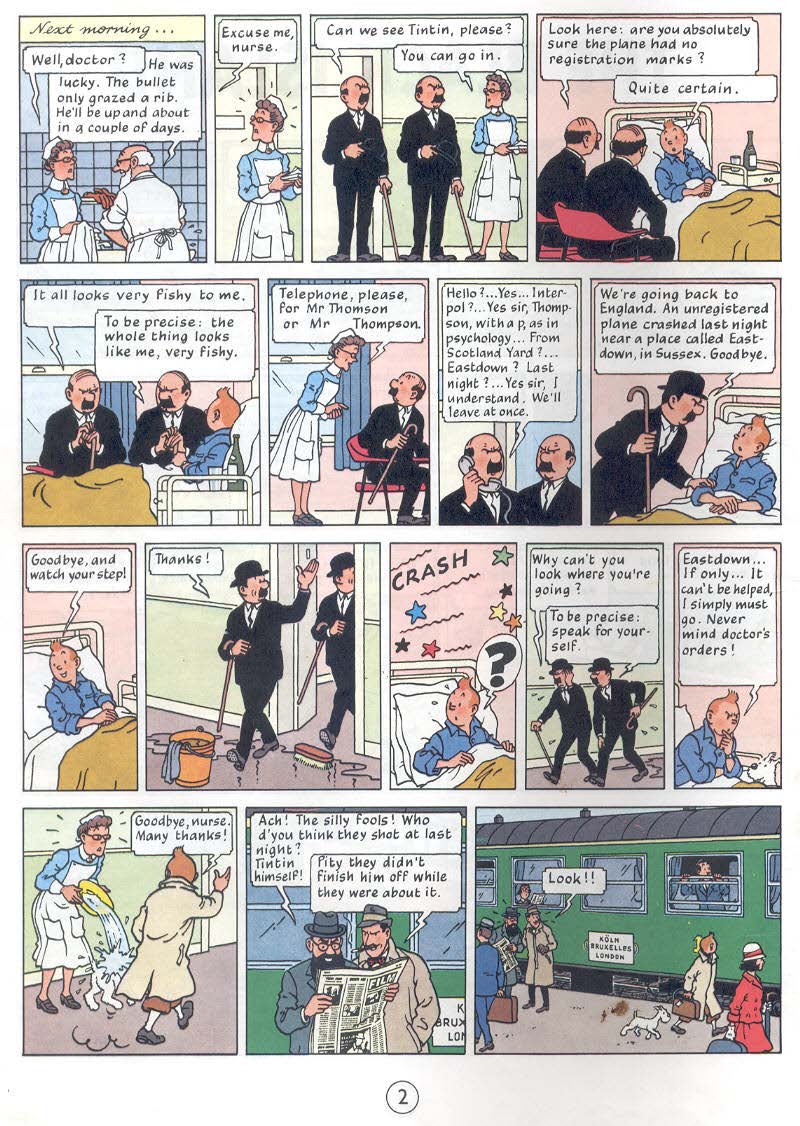 Next morning...
Well, doctor?
He was
lucky. The bullet
only grazed a rib.
He'll be up and about
in a couple of days.
Excuse me,
nurse.
Can we see Tintin, please?
You can go in.
Look here: are you absolutely
sure the plane had no
registration marks?
Quite certain.
It all looks very fishy to me.
To be precise: the
whole thing looks
like me, very fishy.
Telephone, please,
for Mr Thomson
or Mr Thompson.
Hello?...Yes... Inter-
pol?...Yes sir, Thomp-
son, with a p, as in
psychology... From
Scotland Yard?...
Eastdown? Last
night?...Yes sir, I
understand. We'll
leave at once.
We're going back to
England. An unregistered
plane crashed last night
near a place called East-
down, in Sussex. Goodbye.
Goodbye, and
watch your step!
Thanks!
CRASH
?
Why can't you
look where you're
going?
To be precise:
speak for your-
self.
Eastdown...
If only... It
can't be helped,
I simply must
go. Never
mind doctor's
orders!
Goodbye, nurse.
Many thanks!
Ach! The silly fools! Who
d'you think they shot at last
night?
Tintin
himself!
Pity they didn't
finish him off while
they were about it.
K
BRUX
LON
Look!!
KÖLN
BRUXELLES
LONDON
2